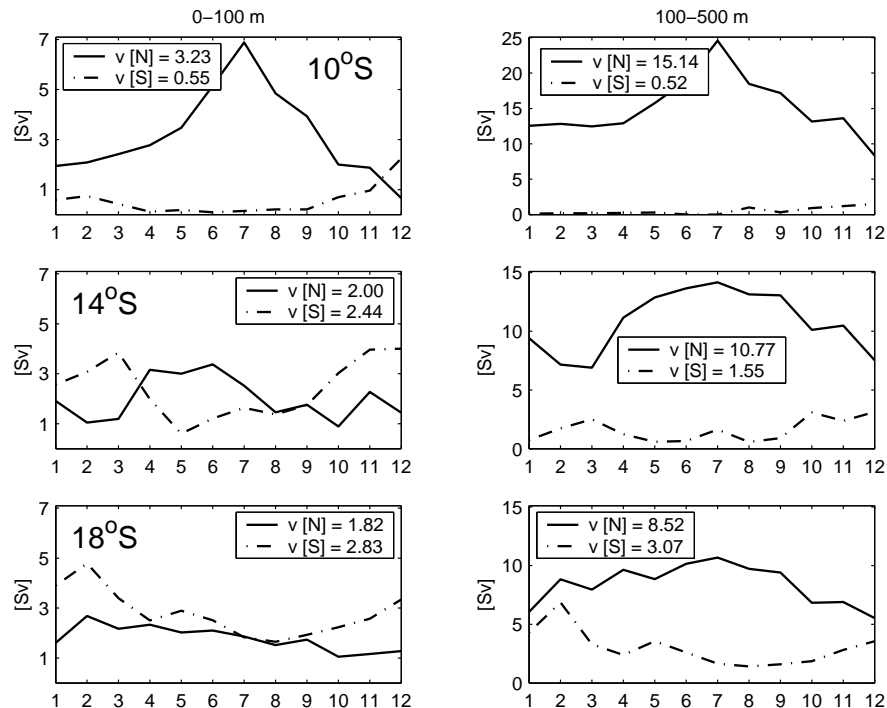 0–100 m
100–500 m
7
5
3
1
[Sv]
v [N] = 3.23
v [S] = 0.55
10°S
1 2 3 4 5 6 7 8 9 10 11 12
25
20
15
10
5
0
v [N] = 15.14
v [S] = 0.52
1 2 3 4 5 6 7 8 9 10 11 12
7
5
3
1
[Sv]
14°S
v [N] = 2.00
v [S] = 2.44
1 2 3 4 5 6 7 8 9 10 11 12
15
10
5
0
[Sv]
v [N] = 10.77
v [S] = 1.55
1 2 3 4 5 6 7 8 9 10 11 12
7
5
3
1
[Sv]
18°S
v [N] = 1.82
v [S] = 2.83
1 2 3 4 5 6 7 8 9 10 11 12
15
10
5
0
[Sv]
v [N] = 8.52
v [S] = 3.07
1 2 3 4 5 6 7 8 9 10 11 12